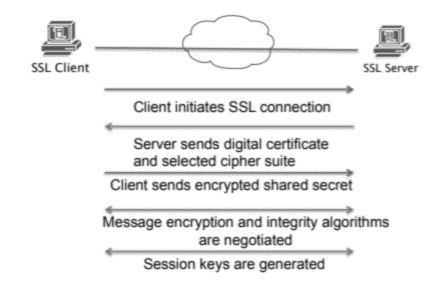 SSL Client
SSL Server
Client initiates SSL connection
Server sends digital certificate
and selected cipher suite
Client sends encrypted shared secret
Message encryption and integrity algorithms
are negotiated
Session keys are generated